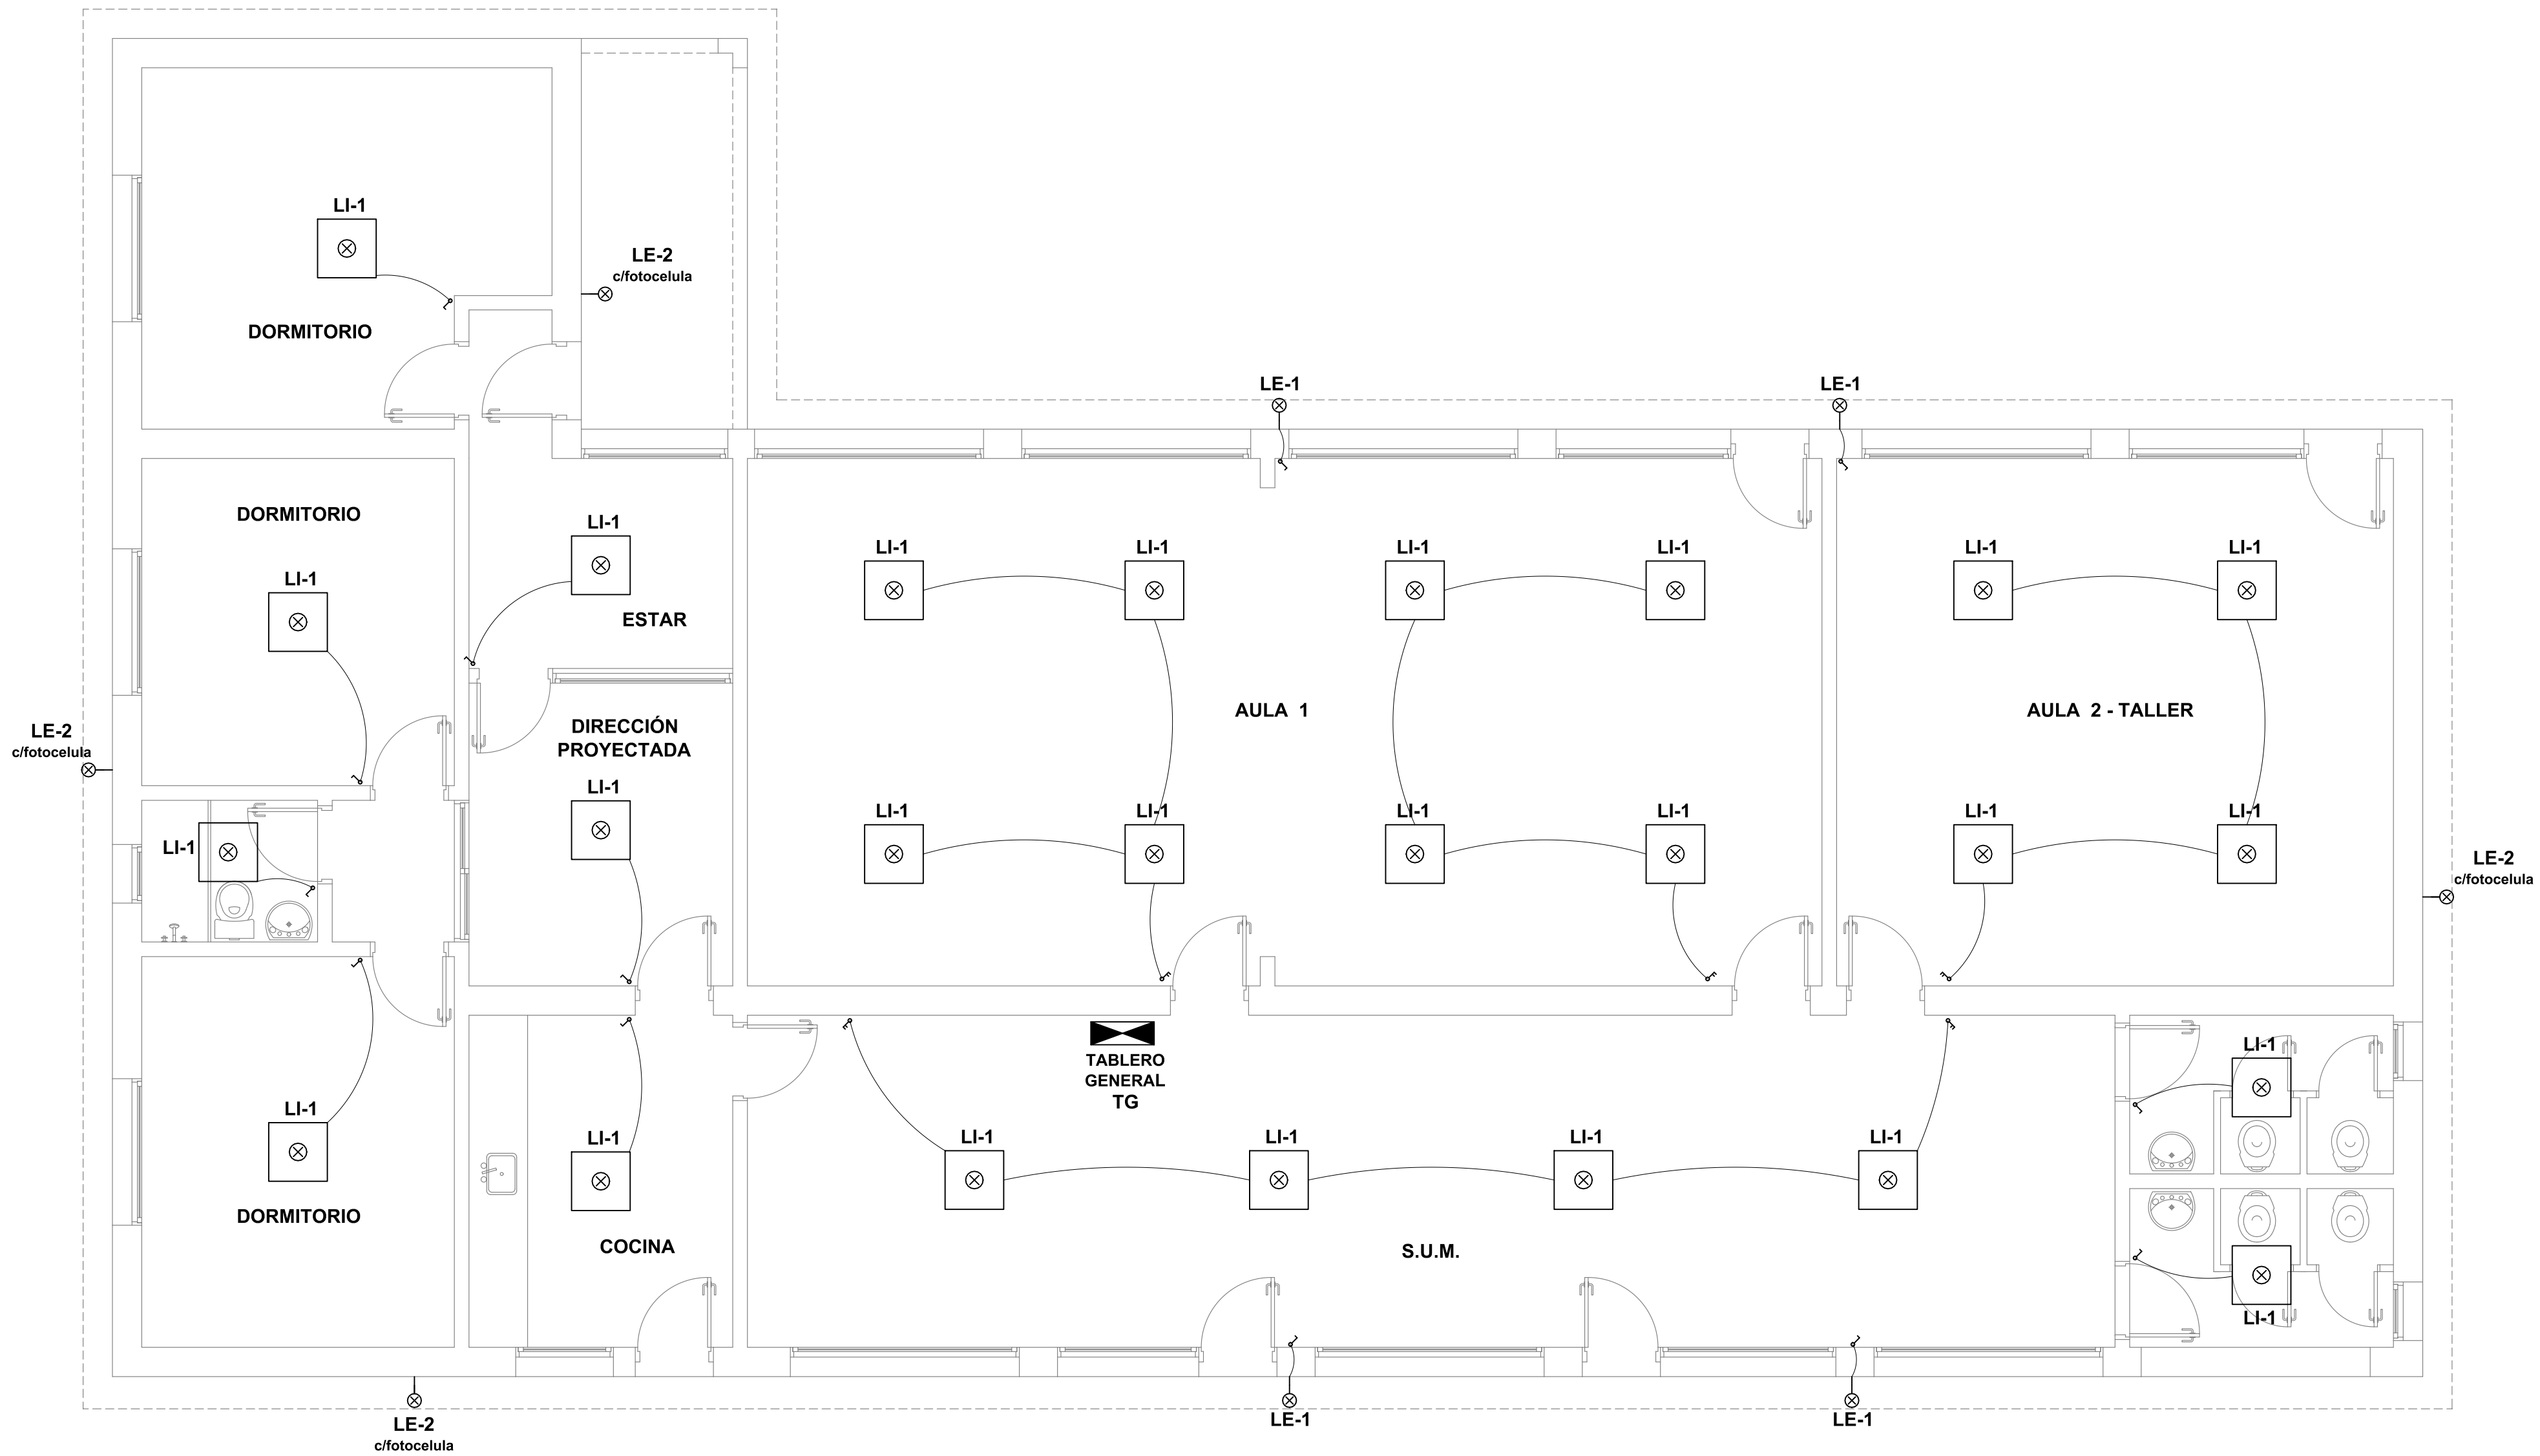 LI-1
LE-2
c/fotocelula
DORMITORIO
LE-1
LE-1
DORMITORIO
LI-1
LI-1
ESTAR
LI-1
LI-1
LI-1
LI-1
LI-1
LI-1
AULA  1
AULA  2 - TALLER
LE-2
c/fotocelula
DIRECCIÓN
PROYECTADA
LI-1
LI-1
LI-1
LI-1
LI-1
LI-1
LI-1
LI-1
LE-2
c/fotocelula
LI-1
TABLERO
GENERAL
TG
LI-1
LI-1
LI-1
LI-1
LI-1
LI-1
DORMITORIO
COCINA
S.U.M.
LI-1
LE-2
c/fotocelula
LE-1
LE-1